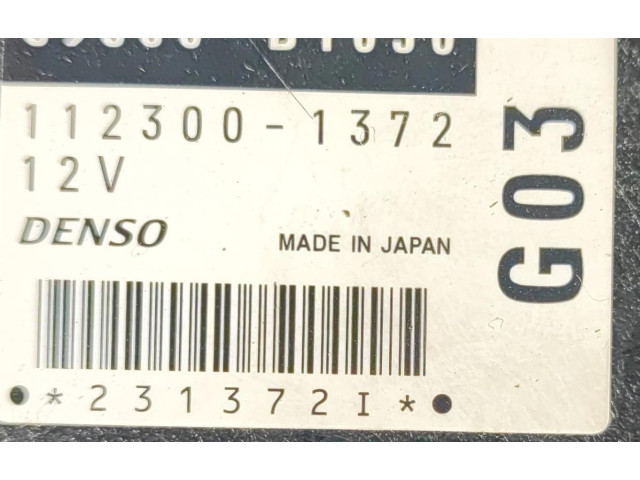 112300-1372
12V
DENSO
MADE IN JAPAN
*231372I*
G03